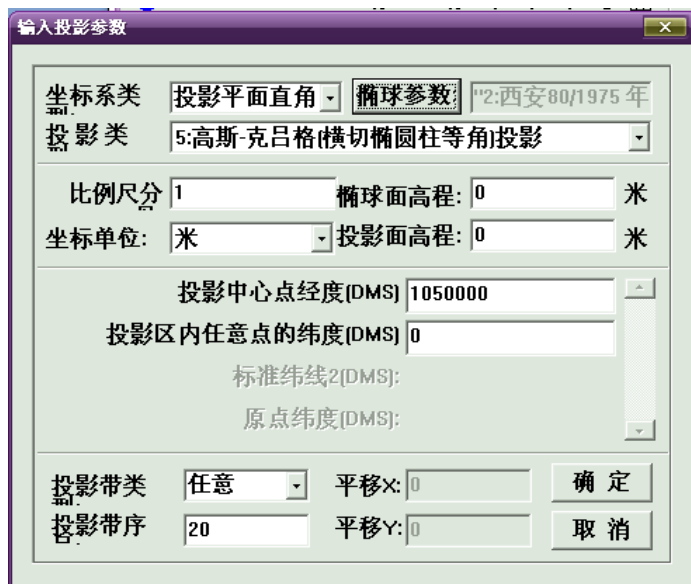 输入投影参数
坐标系类型: 投影平面直角 椭球参数 "2:西安80/1975 年
投影类型: 5:高斯-克吕格(横切椭圆柱等角)投影
比例尺分母: 1 椭球面高程: 0 米
坐标单位: 米 投影面高程: 0 米
投影中心点经度(DMS) 1050000
投影区内任意点的纬度(DMS) 0
标准纬线2(DMS):
原点纬度(DMS):
投影带类型: 任意 平移X: 0 确 定
投影带序号: 20 平移Y: 0 取 消